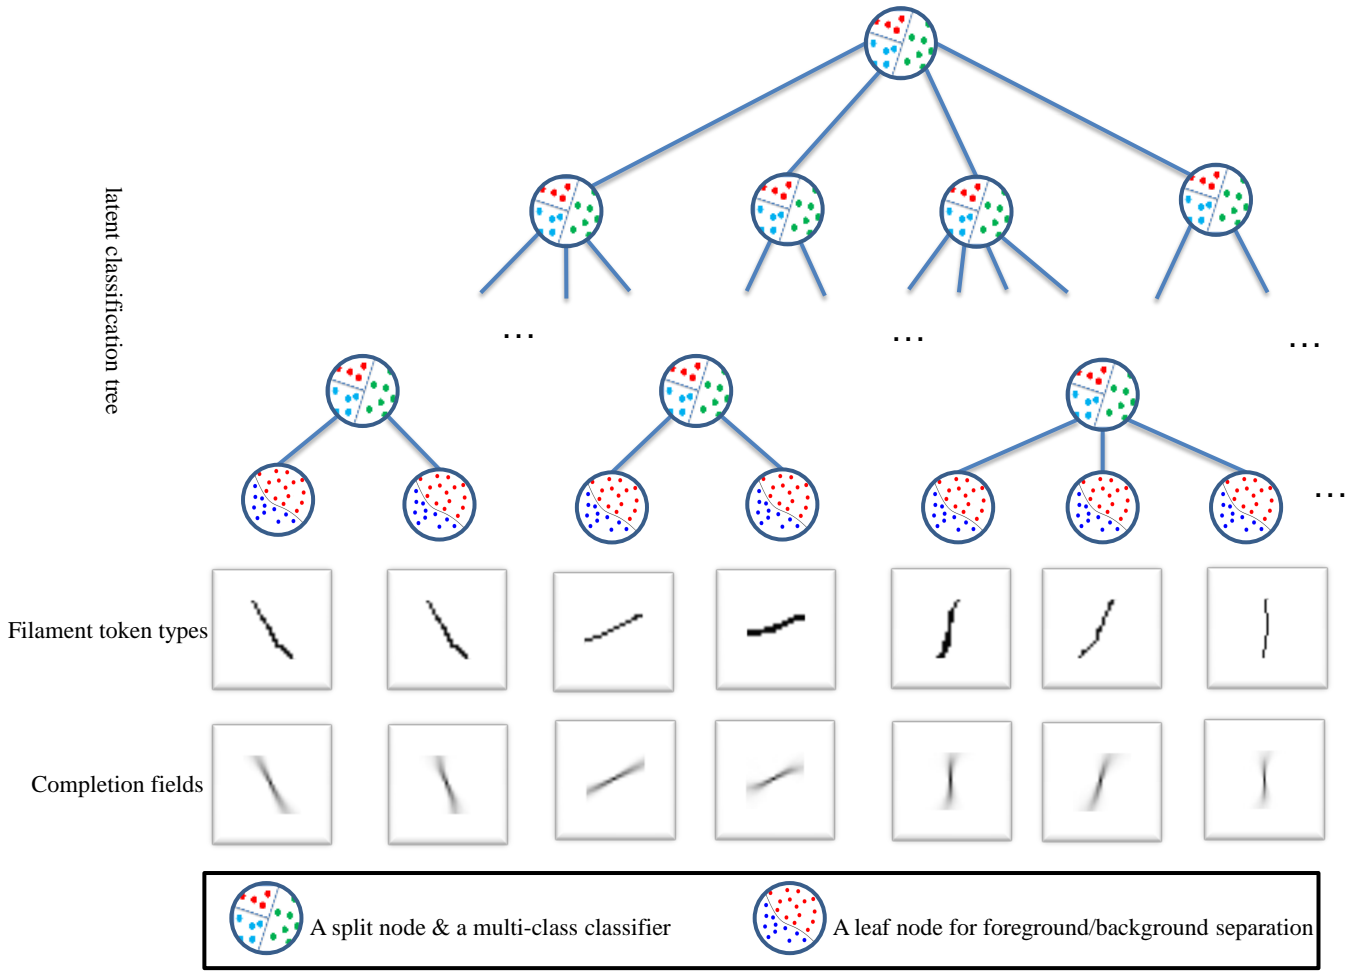 latent classification tree
...
...
...
...
Filament token types
Completion fields
A split node & a multi-class classifier
A leaf node for foreground/background separation